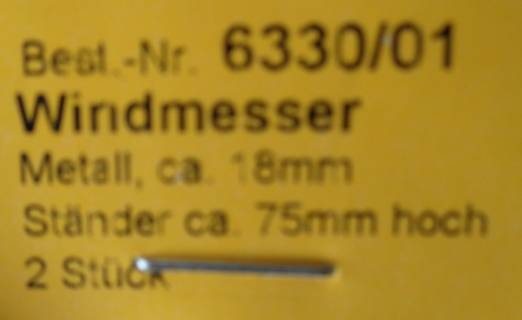 Best.-Nr. 6330/01
Windmesser
Metall, ca. 18mm
Ständer ca. 75mm hoch
2 Stück